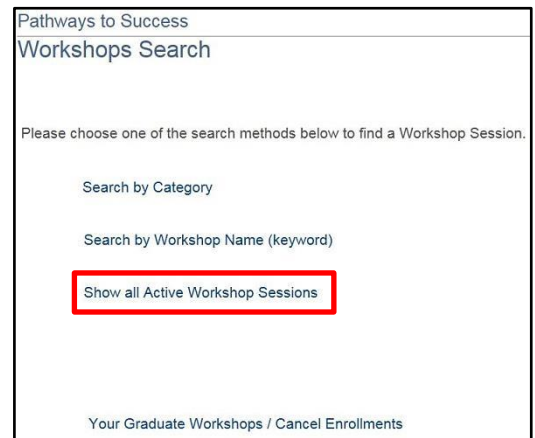 Pathways to Success
Workshops Search
Please choose one of the search methods below to find a Workshop Session.
Search by Category
Search by Workshop Name (keyword)
Show all Active Workshop Sessions
Your Graduate Workshops / Cancel Enrollments